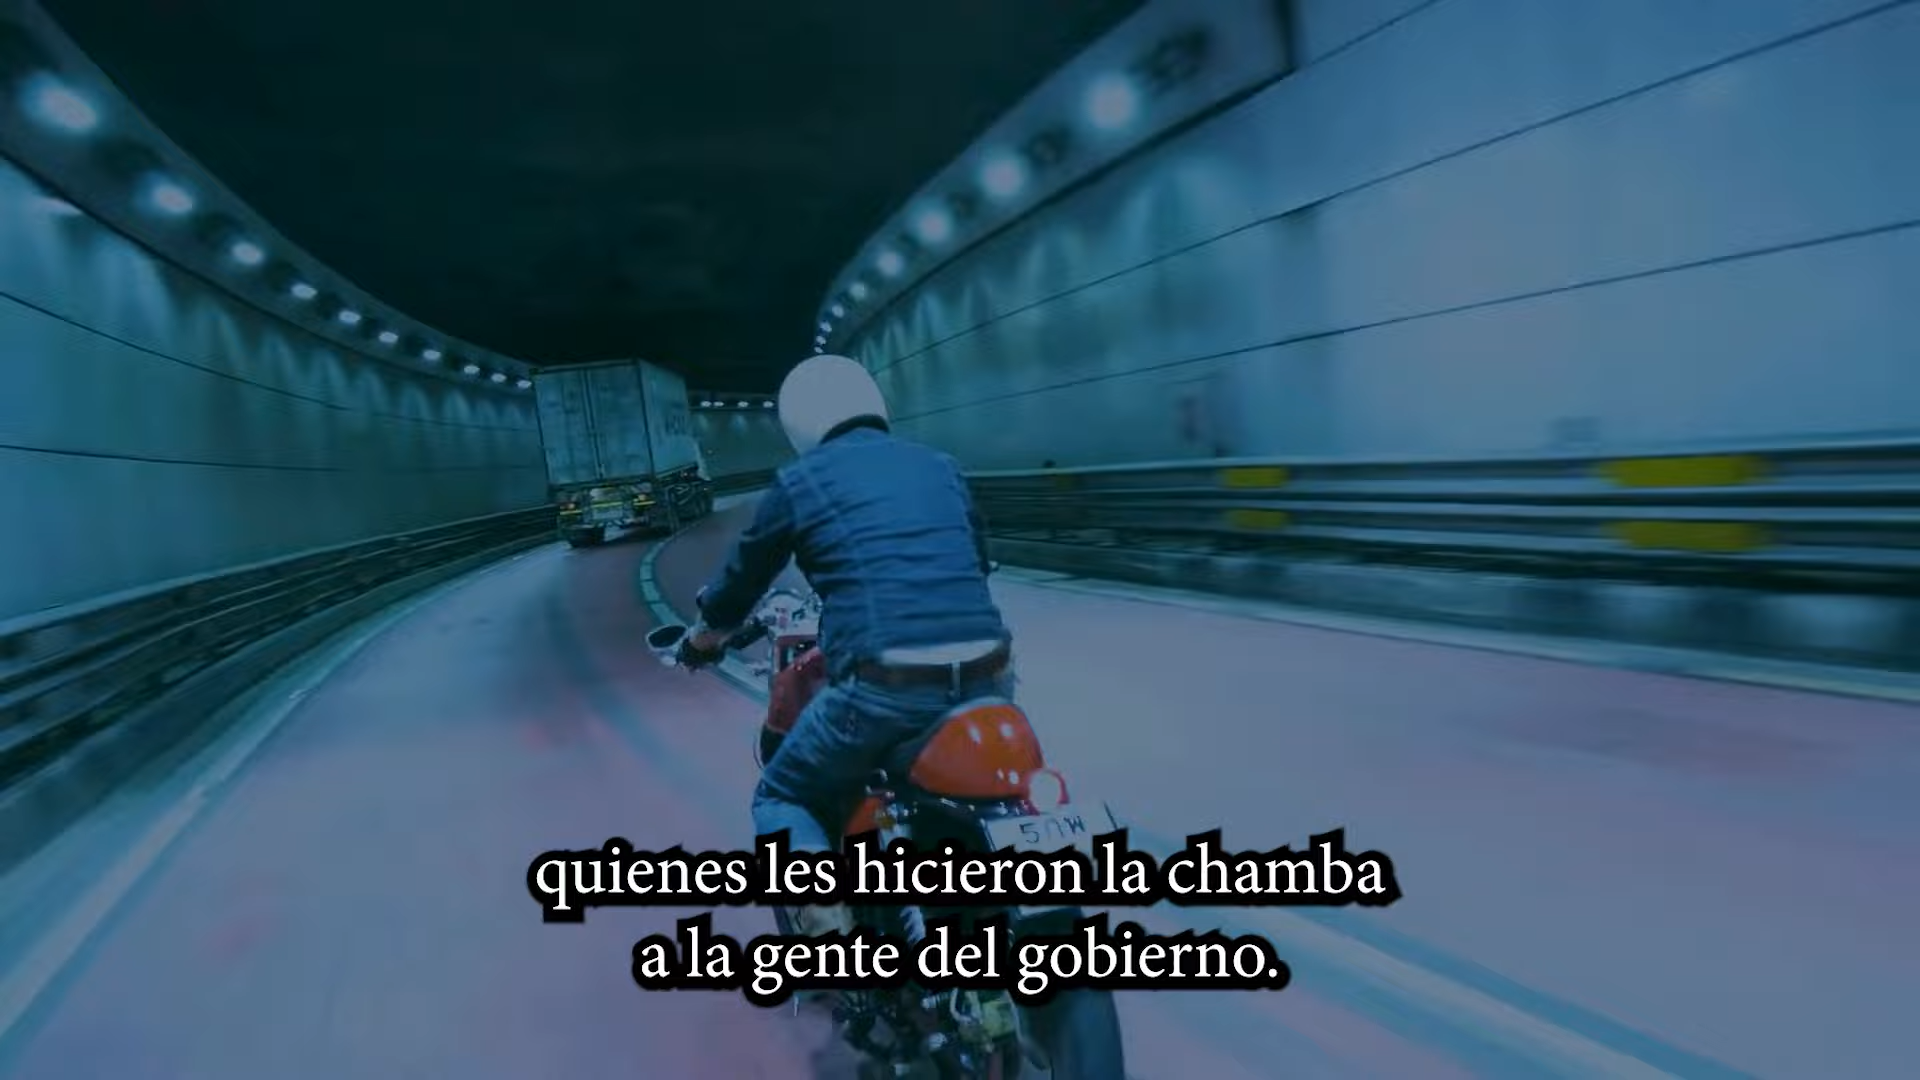 quienes les hicieron la chamba
a la gente del gobierno.